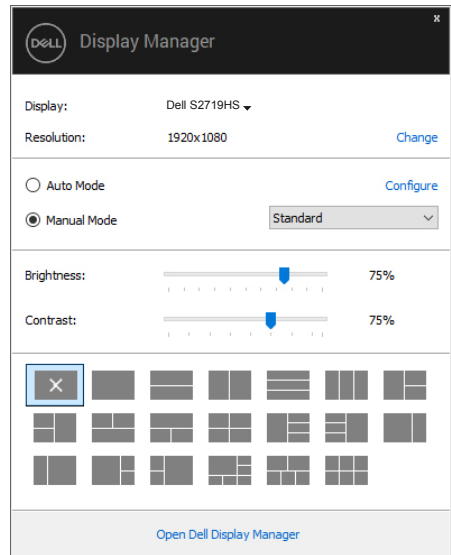 x
DELL Display Manager
Display: Dell S2719HS
Resolution: 1920x1080 Change
Auto Mode Configure
Manual Mode Standard
Brightness: 75%
Contrast: 75%
Open Dell Display Manager